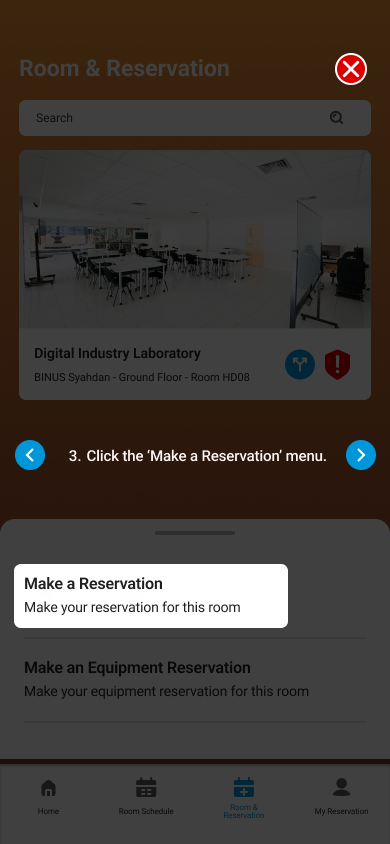 Room & Reservation
Search
Digital Industry Laboratory
BINUS Syahdan - Ground Floor - Room HD08
3. Click the ‘Make a Reservation’ menu.
Make a Reservation
Make your reservation for this room
Make an Equipment Reservation
Make your equipment reservation for this room
Home
Room Schedule
Room &
Reservation
My Reservation